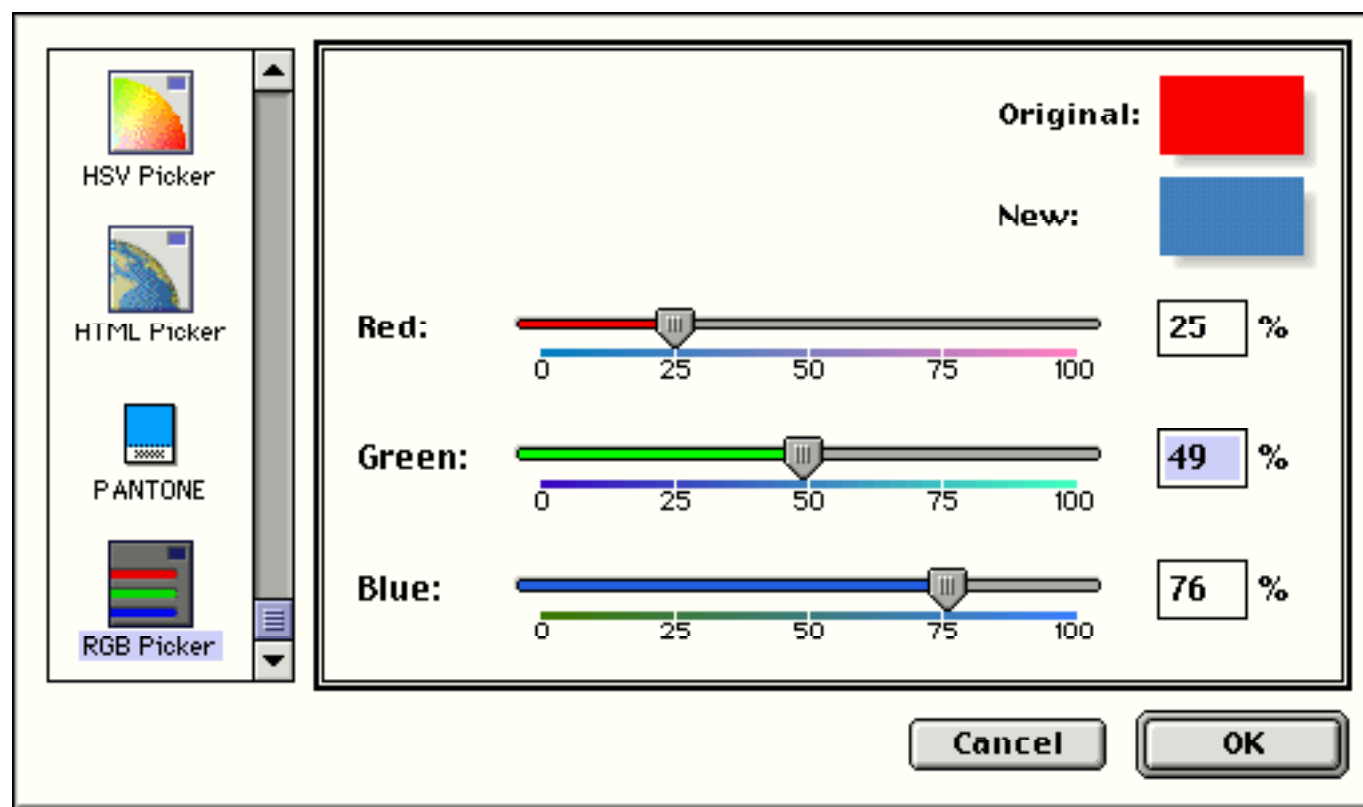 HSV Picker
HTML Picker
PANTONE
RGB Picker
Original:
New:
Red:
25 %
0 25 50 75 100
Green:
49 %
0 25 50 75 100
Blue:
76 %
0 25 50 75 100
Cancel
OK